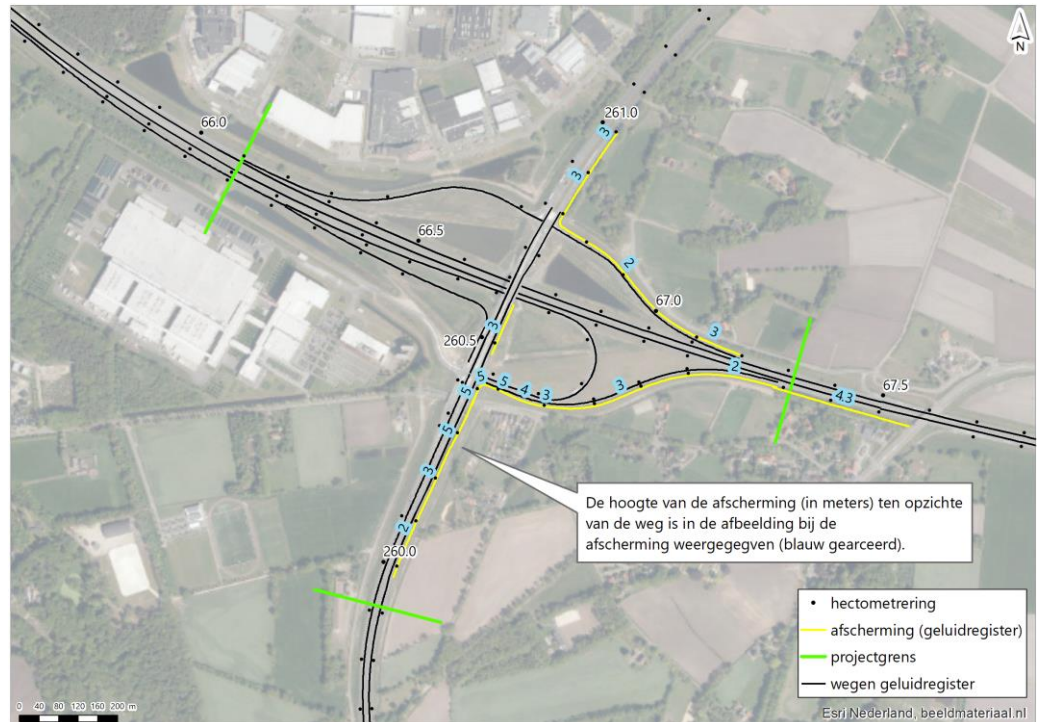 N
66.0
261.0
3
3
66.5
2
67.0
3
260.5
3
2
67.5
4.3
5
5
4
3
3
5
5
3
2
260.0
De hoogte van de afscherming (in meters) ten opzichte
van de weg is in de afbeelding bij de
afscherming weergegegven (blauw gearceerd).
hectometrering
afscherming (geluidregister)
projectgrens
wegen geluidregister
0 40 80 120 160 200 m
Esri Nederland, beeldmateriaal.nl